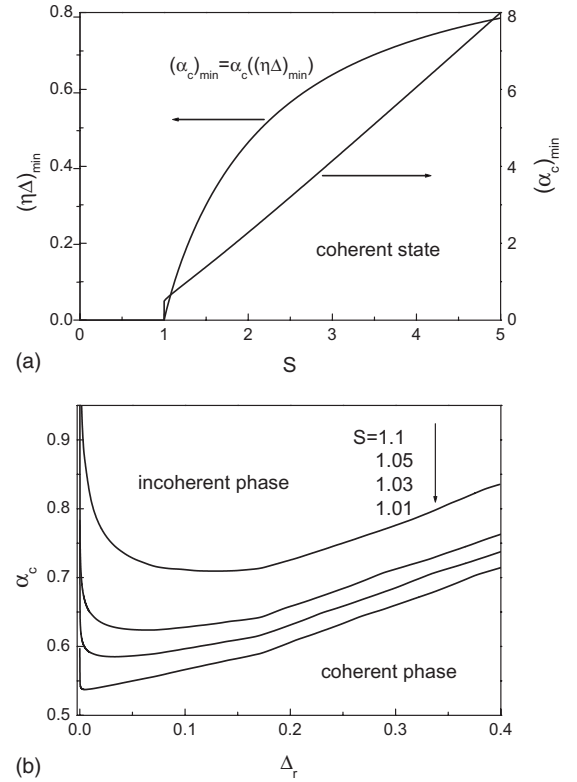 0.8
0.6
0.4
0.2
0.0
(ηΔ)min
(αc)min=αc((ηΔ)min)
coherent state
8
6
4
2
0
(αc)min
0 1 2 3 4 5
S
(a)
0.9
0.8
0.7
0.6
0.5
αc
incoherent phase
S=1.1
1.05
1.03
1.01
coherent phase
0.0 0.1 0.2 0.3 0.4
Δr
(b)